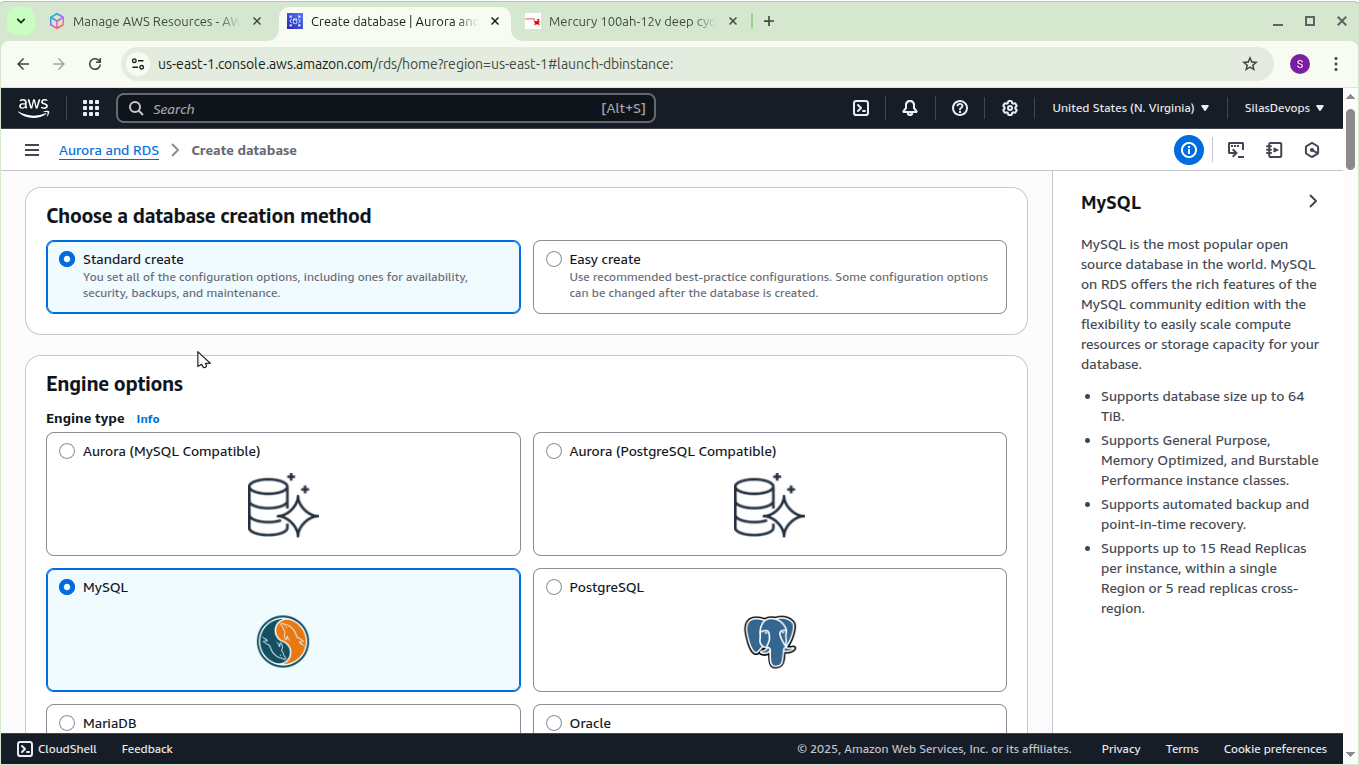 Manage AWS Resources - AW
Create database | Aurora and
Mercury 100ah-12v deep cyc
us-east-1.console.aws.amazon.com/rds/home?region=us-east-1#launch-dbinstance:
S
aws
Search
[Alt+S]
United States (N. Virginia)
SilasDevops
Aurora and RDS
Create database
Choose a database creation method
Standard create
You set all of the configuration options, including ones for availability,
security, backups, and maintenance.
Easy create
Use recommended best-practice configurations. Some configuration options
can be changed after the database is created.
Engine options
Engine type Info
Aurora (MySQL Compatible)
Aurora (PostgreSQL Compatible)
MySQL
PostgreSQL
MariaDB
Oracle
MySQL
MySQL is the most popular open
source database in the world. MySQL
on RDS offers the rich features of the
MySQL community edition with the
flexibility to easily scale compute
resources or storage capacity for your
database.
• Supports database size up to 64
TiB.
• Supports General Purpose,
Memory Optimized, and Burstable
Performance instance classes.
• Supports automated backup and
point-in-time recovery.
• Supports up to 15 Read Replicas
per instance, within a single
Region or 5 read replicas cross-
region.
CloudShell
Feedback
© 2025, Amazon Web Services, Inc. or its affiliates.
Privacy
Terms
Cookie preferences